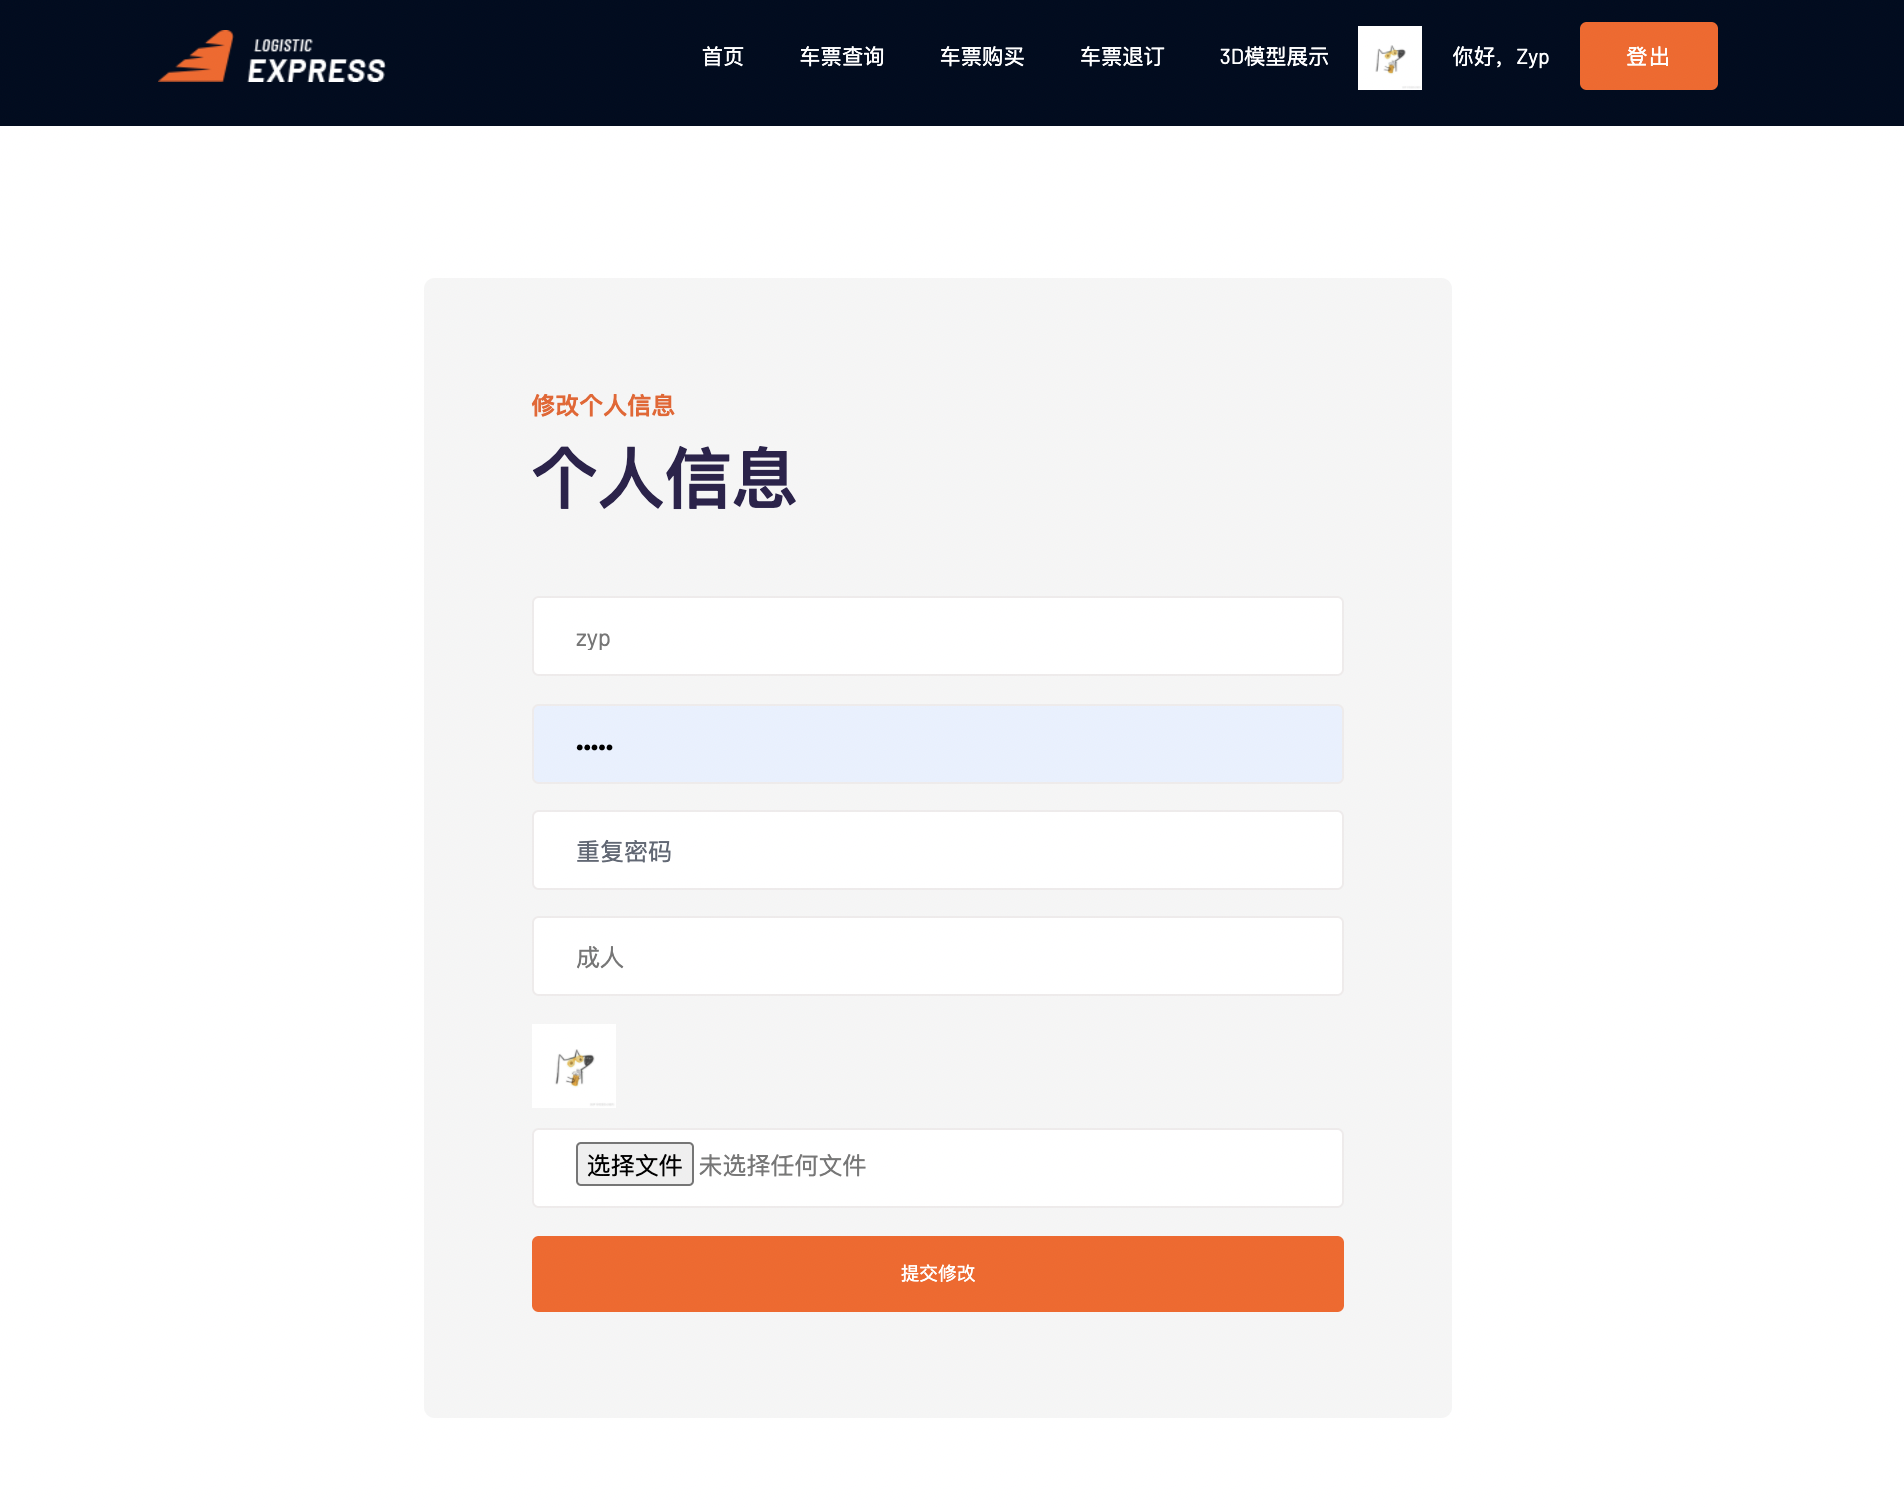 LOGISTIC
EXPRESS
首页 车票查询 车票购买 车票退订 3D模型展示 你好，Zyp 登出
修改个人信息
个人信息
zyp
•••••
重复密码
成人
选择文件 未选择任何文件
提交修改